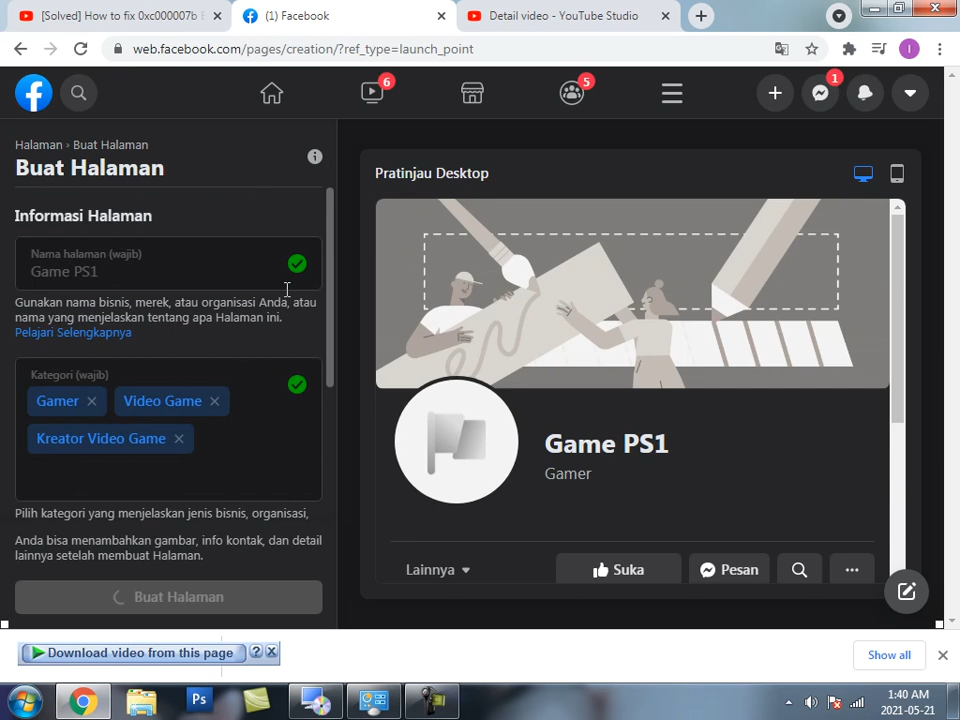 [Solved] How to fix 0xc000007b E
(1) Facebook
Detail video - YouTube Studio
web.facebook.com/pages/creation/?ref_type=launch_point
I
6
5
1
Halaman › Buat Halaman
Buat Halaman
Informasi Halaman
Nama halaman (wajib)
Game PS1
Gunakan nama bisnis, merek, atau organisasi Anda, atau
nama yang menjelaskan tentang apa Halaman ini.
Pelajari Selengkapnya
Kategori (wajib)
Gamer
Video Game
Kreator Video Game
Pilih kategori yang menjelaskan jenis bisnis, organisasi,
Anda bisa menambahkan gambar, info kontak, dan detail
lainnya setelah membuat Halaman.
Buat Halaman
Pratinjau Desktop
Game PS1
Gamer
Lainnya
Suka
Pesan
Download video from this page
Show all
Ps
1:40 AM
2021-05-21